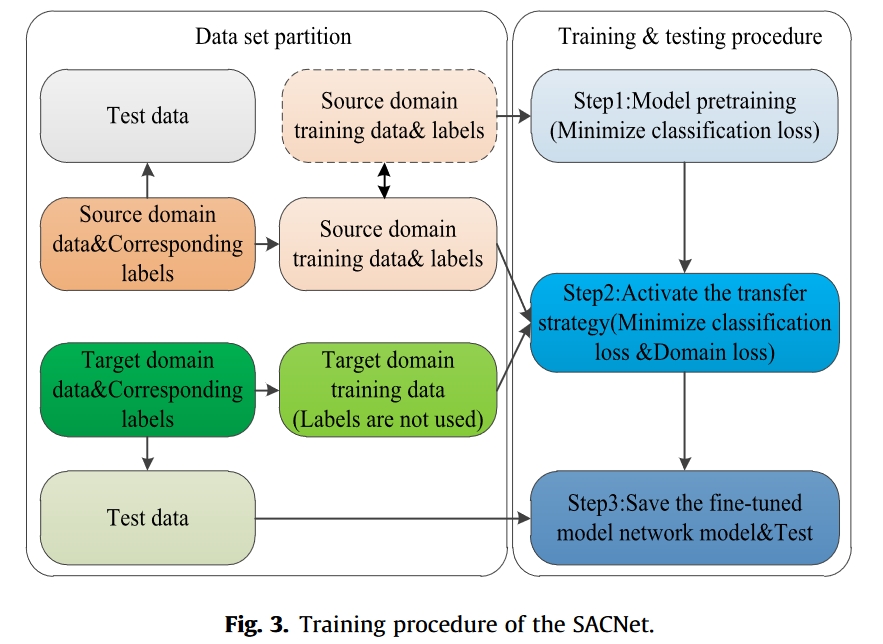 Data set partition
Training & testing procedure
Test data
Source domain
training data& labels
Step1:Model pretraining
(Minimize classification loss)
Source domain
data&Corresponding
labels
Source domain
training data& labels
Step2:Activate the transfer
strategy(Minimize classification
loss &Domain loss)
Target domain
data&Corresponding
labels
Target domain
training data
(Labels are not used)
Test data
Step3:Save the fine-tuned
model network model&Test
Fig. 3. Training procedure of the SACNet.